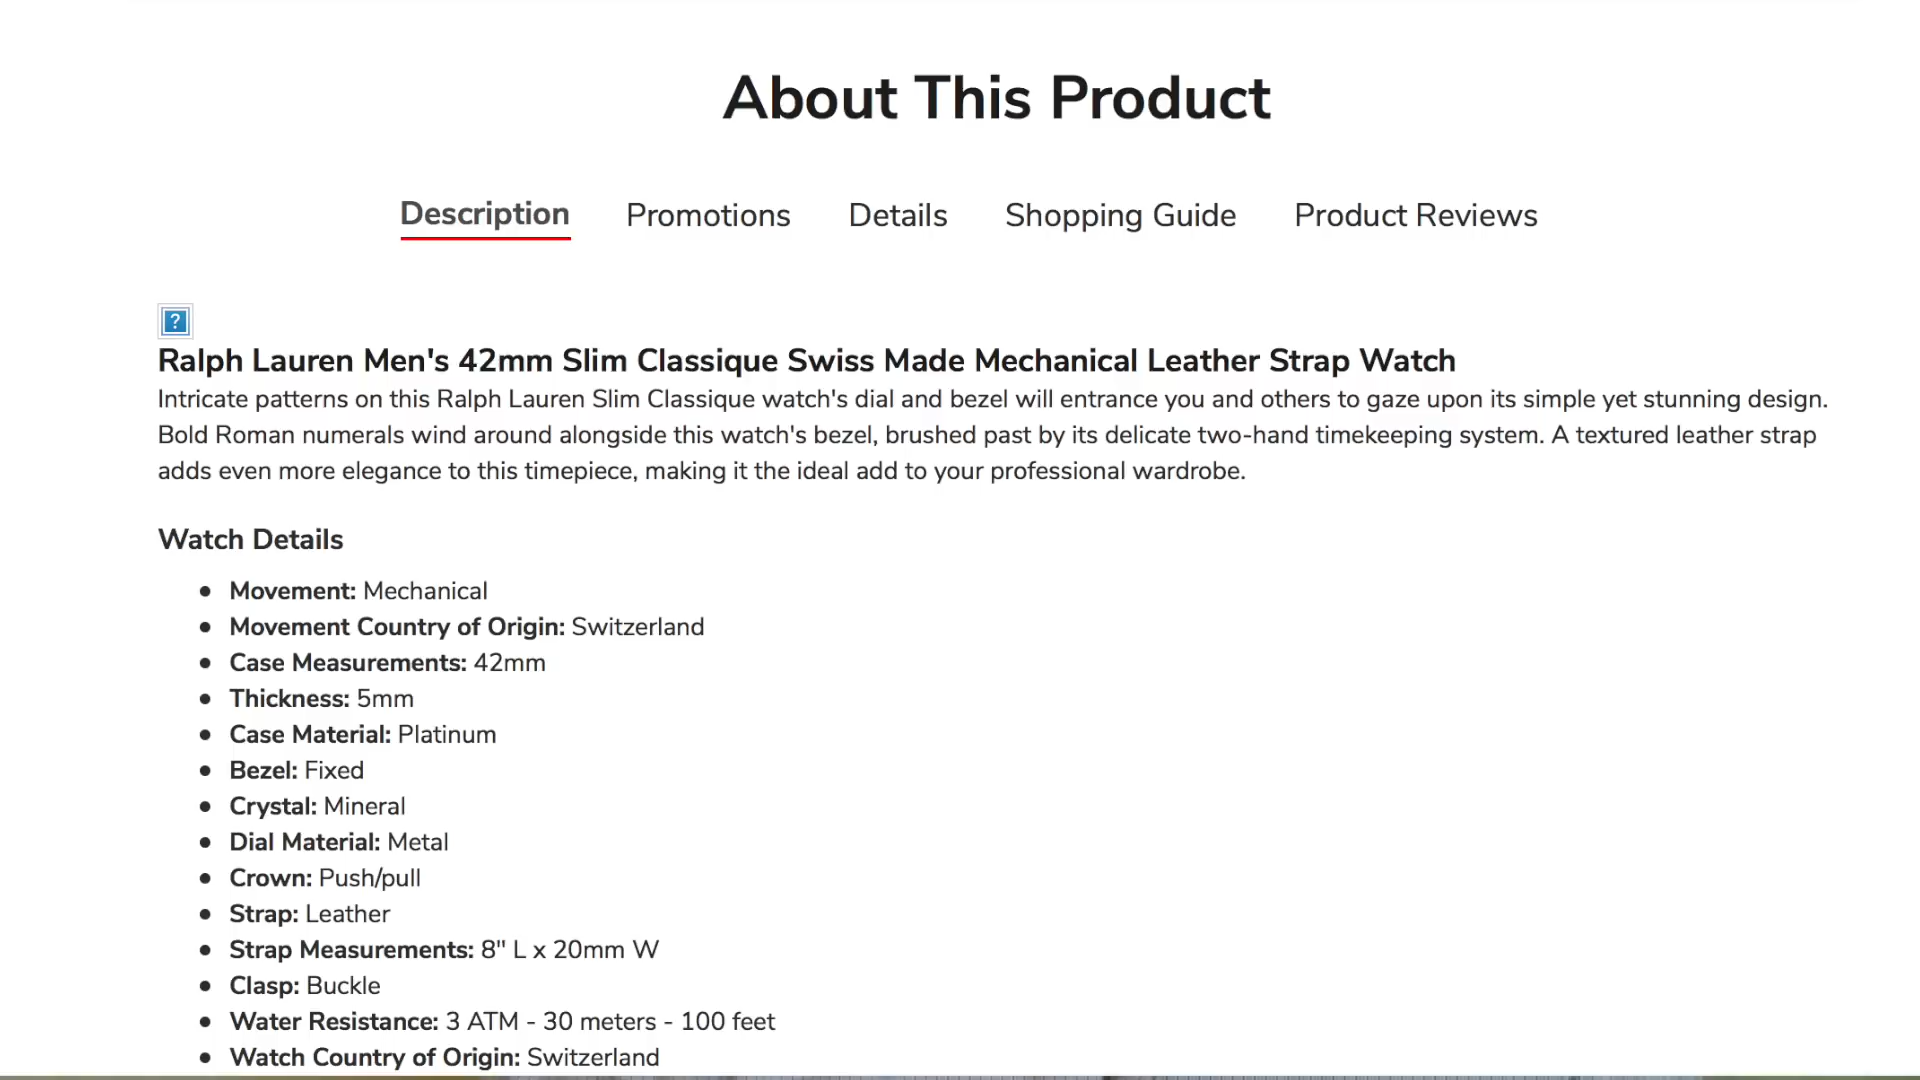 About This Product
Description Promotions Details Shopping Guide Product Reviews
?
Ralph Lauren Men's 42mm Slim Classique Swiss Made Mechanical Leather Strap Watch
Intricate patterns on this Ralph Lauren Slim Classique watch's dial and bezel will entrance you and others to gaze upon its simple yet stunning design.
Bold Roman numerals wind around alongside this watch's bezel, brushed past by its delicate two-hand timekeeping system. A textured leather strap
adds even more elegance to this timepiece, making it the ideal add to your professional wardrobe.
Watch Details
• Movement: Mechanical
• Movement Country of Origin: Switzerland
• Case Measurements: 42mm
• Thickness: 5mm
• Case Material: Platinum
• Bezel: Fixed
• Crystal: Mineral
• Dial Material: Metal
• Crown: Push/pull
• Strap: Leather
• Strap Measurements: 8" L x 20mm W
• Clasp: Buckle
• Water Resistance: 3 ATM - 30 meters - 100 feet
• Watch Country of Origin: Switzerland